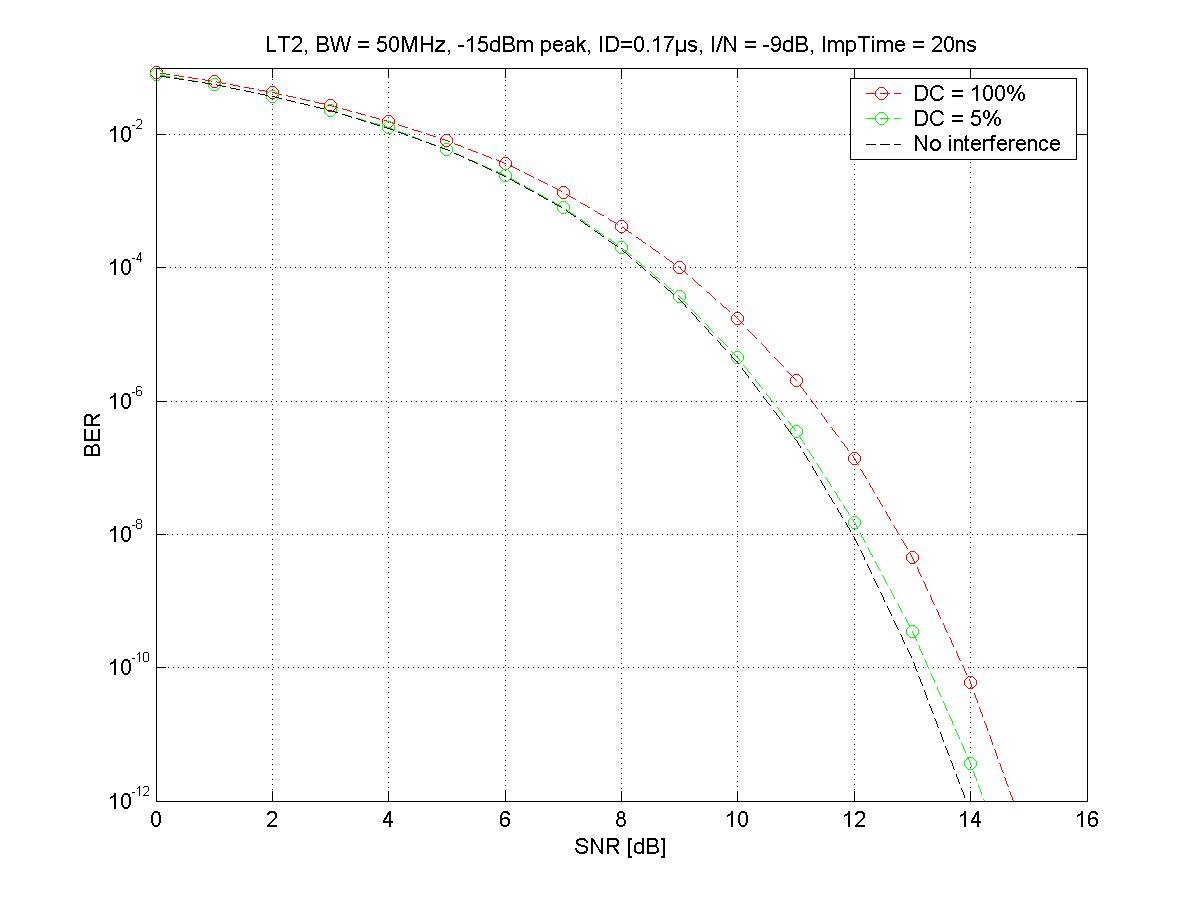 LT2, BW = 50MHz, -15dBm peak, ID=0.17µs, I/N = -9dB, ImpTime = 20ns
DC = 100%
DC = 5%
No interference
10-2
10-4
10-6
10-8
10-10
10-12
BER
0 2 4 6 8 10 12 14 16
SNR [dB]